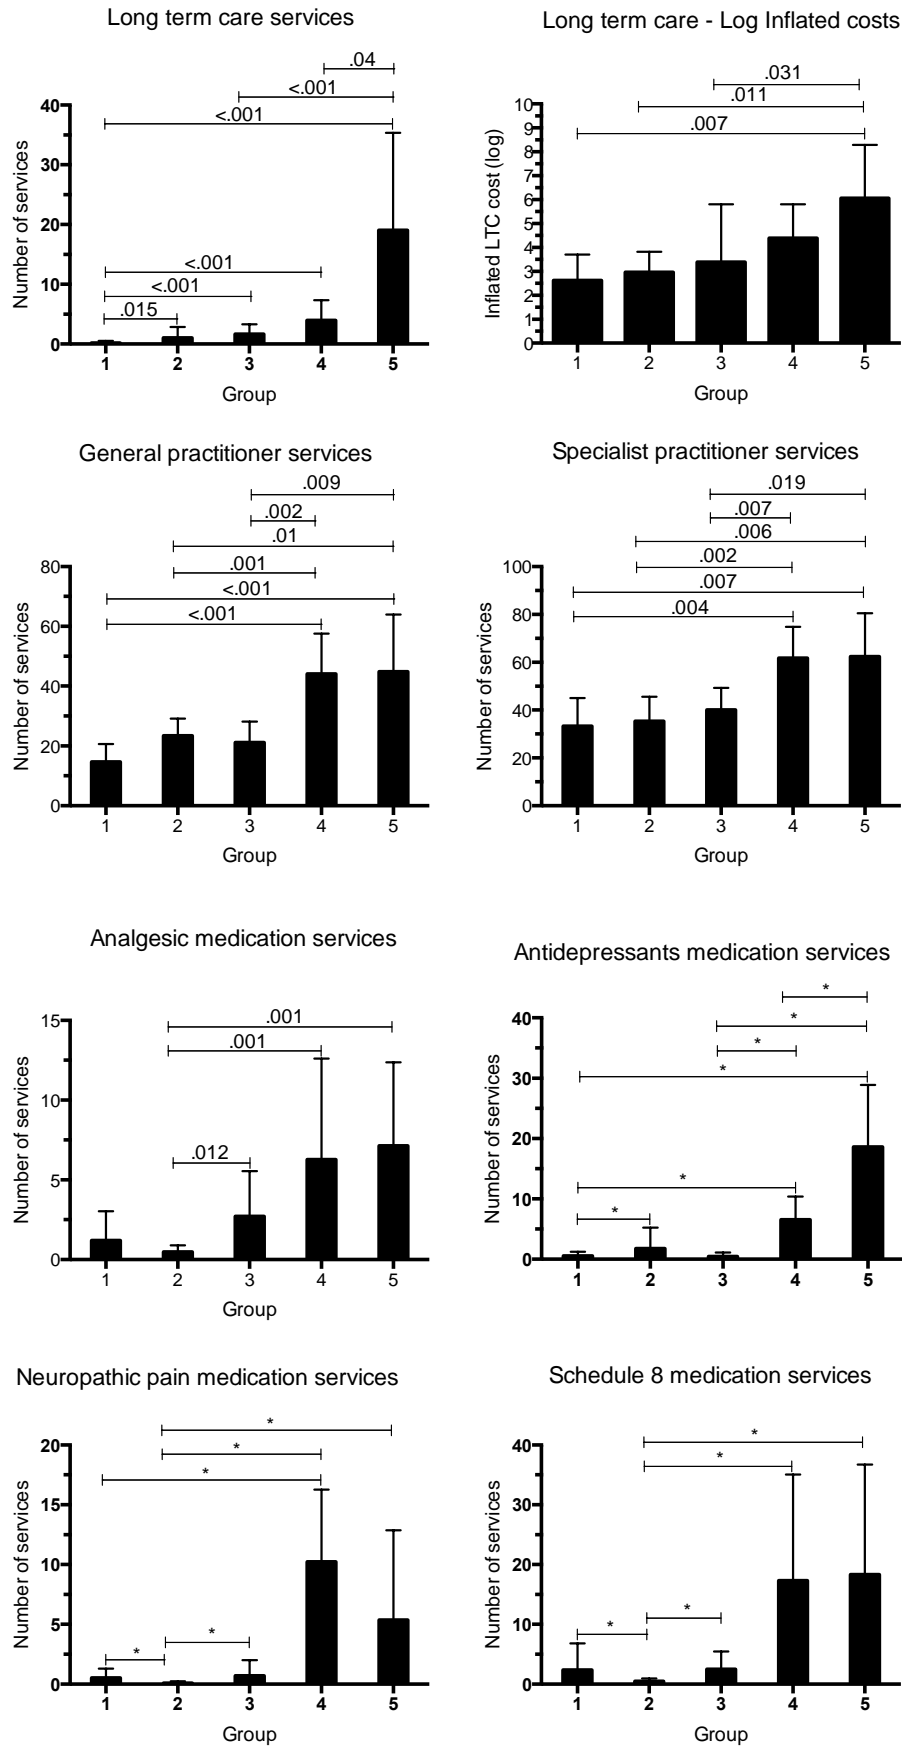 Long term care services
.04
<.001
<.001
<.001
<.001
.015
40
30
20
10
0
Number of services
1 2 3 4 5
Group
Long term care - Log Inflated costs
.031
.011
.007
10
9
8
7
6
5
4
3
2
1
0
Inflated LTC cost (log)
1 2 3 4 5
Group
General practitioner services
.009
.002
.01
.001
<.001
<.001
80
60
40
20
0
Number of services
1 2 3 4 5
Group
Specialist practitioner services
.019
.007
.006
.002
.007
.004
100
80
60
40
20
0
Number of services
1 2 3 4 5
Group
Analgesic medication services
.001
.001
.012
15
10
5
0
Number of services
1 2 3 4 5
Group
Antidepressants medication services
*
*
*
*
*
*
40
30
20
10
0
Number of services
1 2 3 4 5
Neuropathic pain medication services
*
*
*
*
*
20
15
10
5
0
Number of services
1 2 3 4 5
Group
Schedule 8 medication services
*
*
*
*
40
30
20
10
0
Number of services
1 2 3 4 5
Group